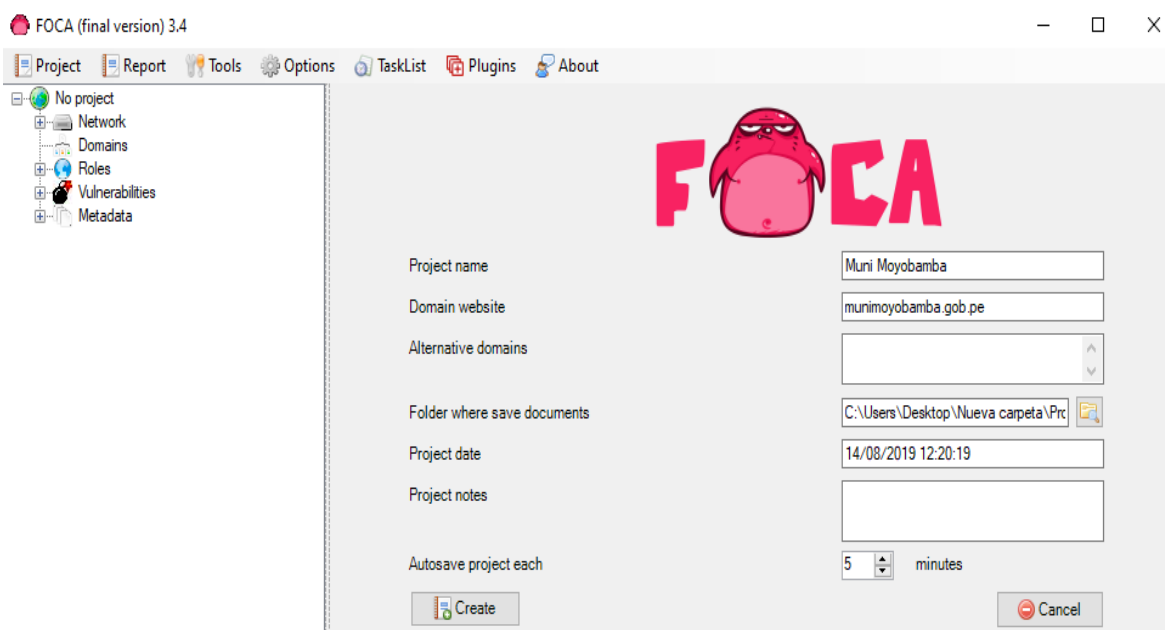 FOCA (final version) 3.4
Project Report Tools Options TaskList Plugins About
No project
Network
Domains
Roles
Vulnerabilities
Metadata
FOCA
Project name Muni Moyobamba
Domain website munimoyobamba.gob.pe
Alternative domains
Folder where save documents C:\Users\Desktop\Nueva carpeta\Prc
Project date 14/08/2019 12:20:19
Project notes
Autosave project each 5 minutes
Create Cancel